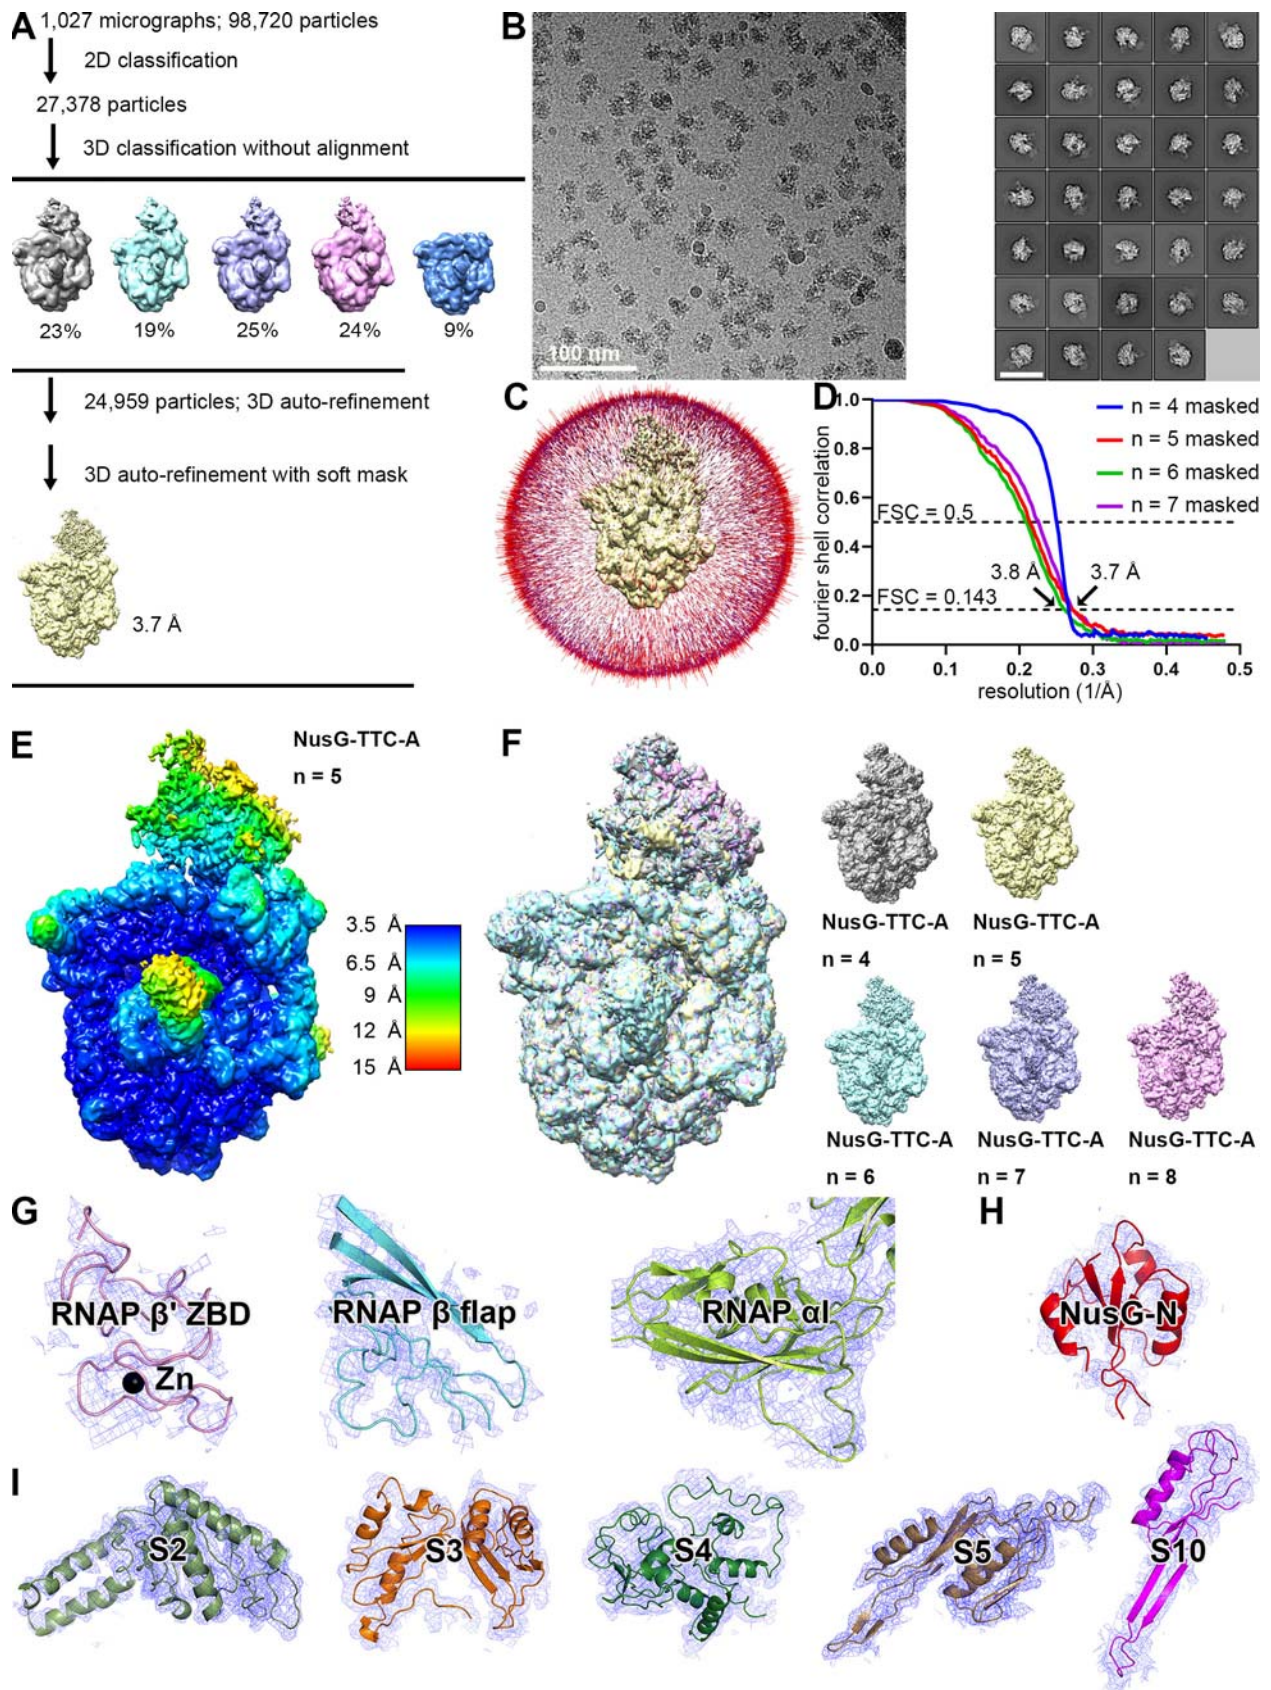 A
1,027 micrographs; 98,720 particles
2D classification
27,378 particles
3D classification without alignment
23%
19%
25%
24%
9%
24,959 particles; 3D auto-refinement
3D auto-refinement with soft mask
3.7 Å
B
100 nm
C
D
1.0
0.8
0.6
0.4
0.2
0.0
fourier shell correlation
n = 4 masked
n = 5 masked
n = 6 masked
n = 7 masked
FSC = 0.5
3.8 Å
3.7 Å
FSC = 0.143
0.0
0.1
0.2
0.3
0.4
0.5
resolution (1/Å)
E
NusG-TTC-A
n = 5
3.5 Å
6.5 Å
9 Å
12 Å
15 Å
F
NusG-TTC-A
n = 4
NusG-TTC-A
n = 5
NusG-TTC-A
n = 6
NusG-TTC-A
n = 7
NusG-TTC-A
n = 8
G
RNAP β' ZBD
Zn
RNAP β flap
RNAP αI
H
NusG-N
I
S2
S3
S4
S5
S10